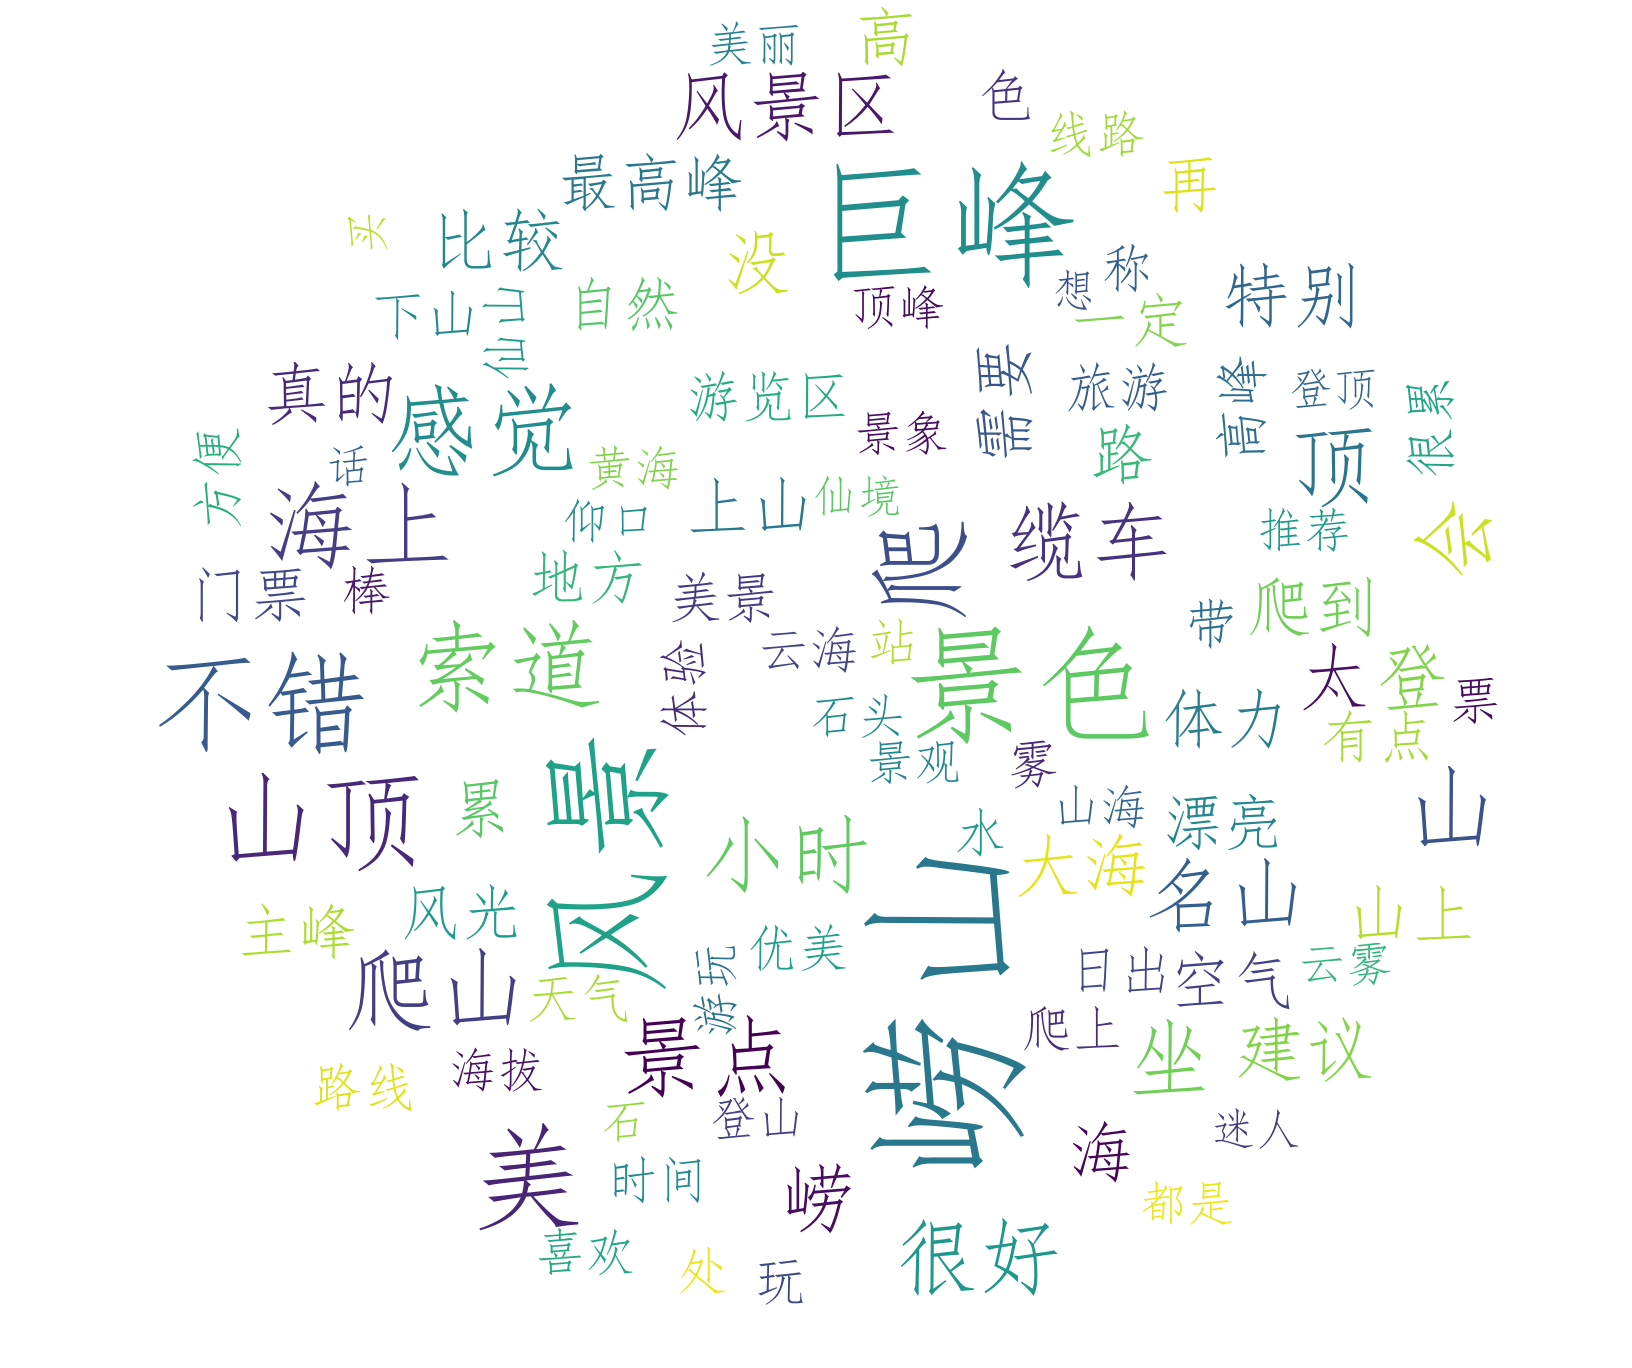 美丽
高
风景区
色
线路
最高峰
巨峰
再
买
比较
没
想
称
特别
下山
仙山
自然
顶峰
一定
真的
感觉
游览区
景象
需要
旅游
高峰
登顶
很累
方便
话
黄海
路
顶
海上
仰口
上山
仙境
爬
缆车
推荐
会
门票
棒
地方
美景
云海
站
带
爬到
不错
索道
体验
石头
景色
体力
太
登
票
有点
山顶
累
风景
景观
雾
山海
漂亮
山
小时
水
大海
主峰
风光
优美
崂山
名山
山上
爬山
天气
游玩
日出
空气
云雾
路线
海拔
景点
爬上
坐
建议
美
石
登山
时间
崂
海
迷人
都是
喜欢
处
玩
很好